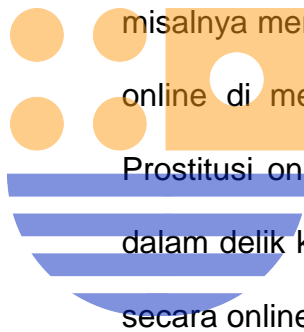 misalnya me
online di me
Prostitusi on
dalam delik k
secara online